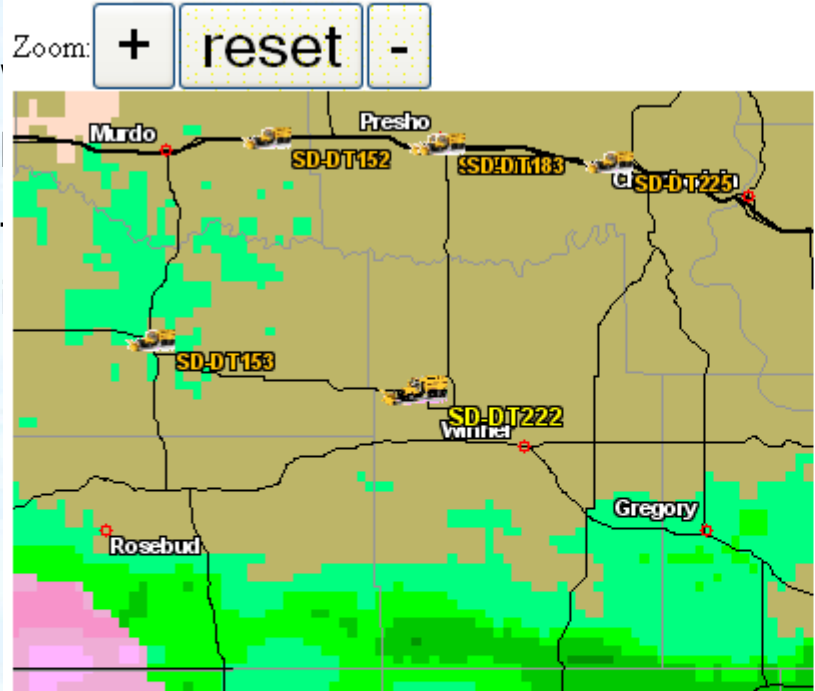 Zoom: + reset -
Murdo
Presho
SD-DT152
SD-DT183
SD-DT225
SD-DT153
SD-DT222
Winner
Gregory
Rosebud